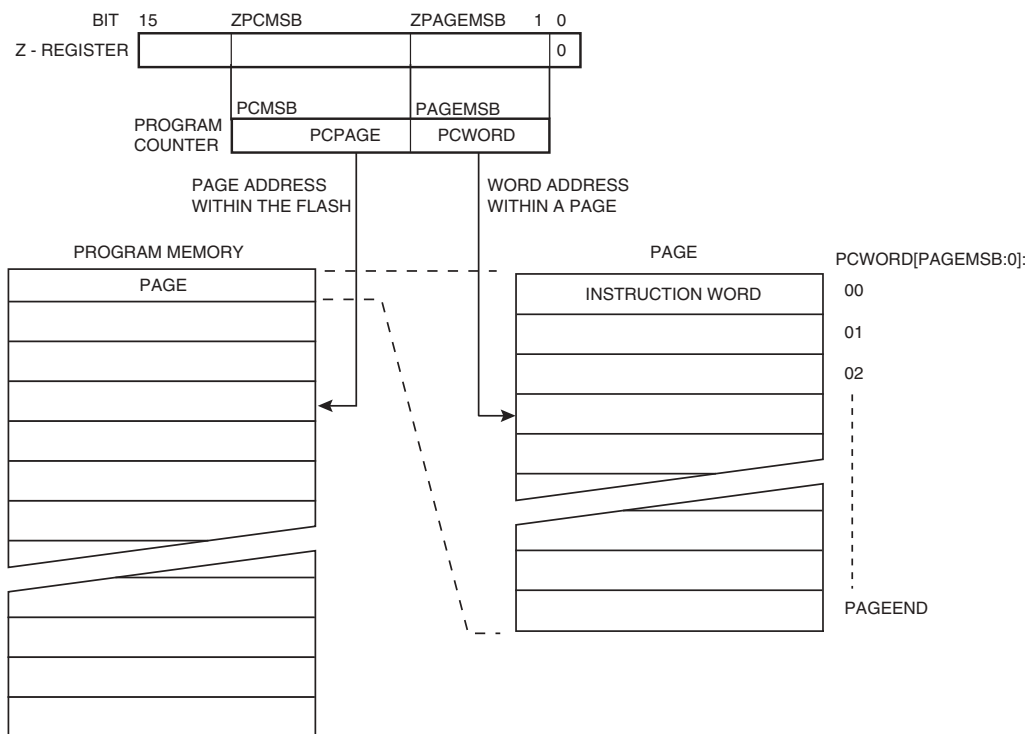 BIT 15 ZPCMSB ZPAGEMSB 1 0
Z - REGISTER 0
PCMSB PAGEMSB
PROGRAM
COUNTER
PCPAGE PCWORD
PAGE ADDRESS
WITHIN THE FLASH
WORD ADDRESS
WITHIN A PAGE
PROGRAM MEMORY
PAGE
PAGE
PCWORD[PAGEMSB:0]:
INSTRUCTION WORD
00
01
02
PAGEEND